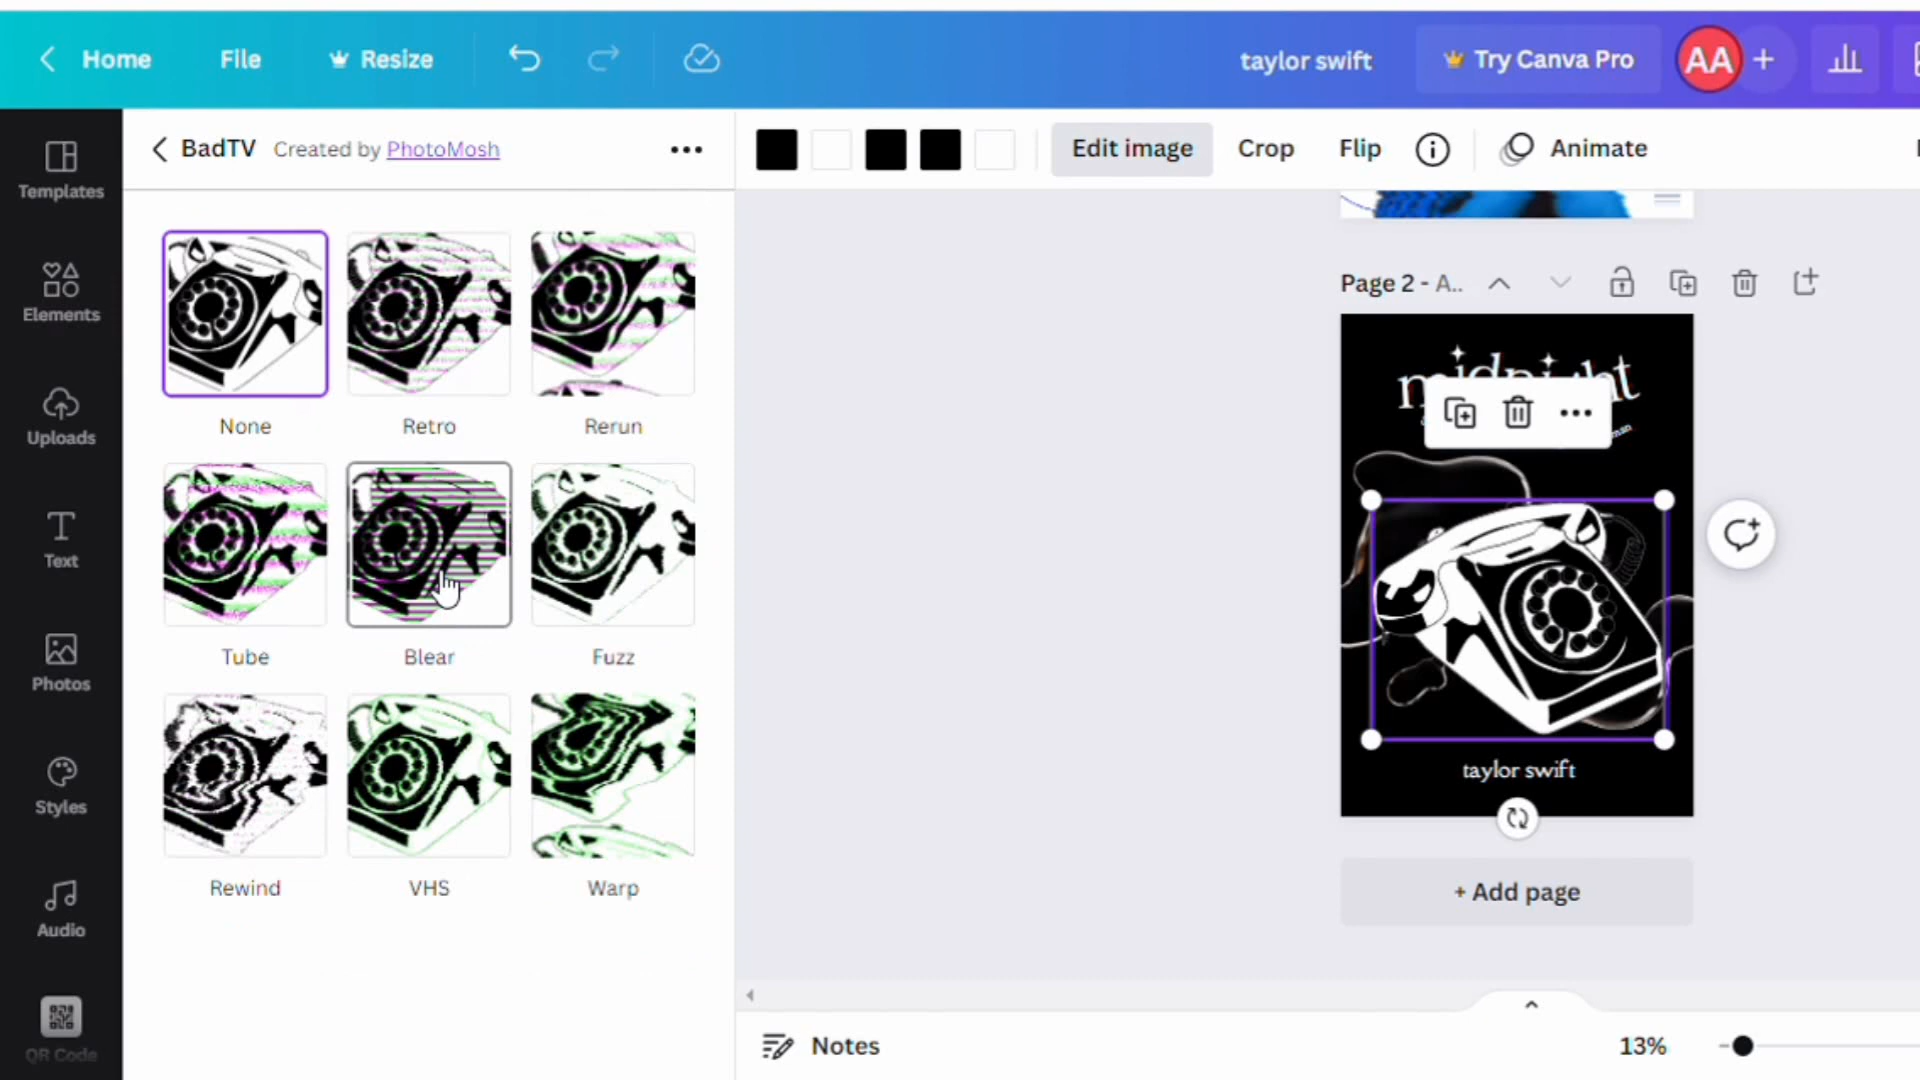 Home File Resize taylor swift Try Canva Pro AA
BadTV Created by PhotoMosh Edit image Crop Flip Animate
Templates
Elements
Uploads
Text
Photos
Styles
Audio
QR Code
None Retro Rerun
Tube Blear Fuzz
Rewind VHS Warp
Page 2 - A..
taylor swift
+ Add page
Notes 13%